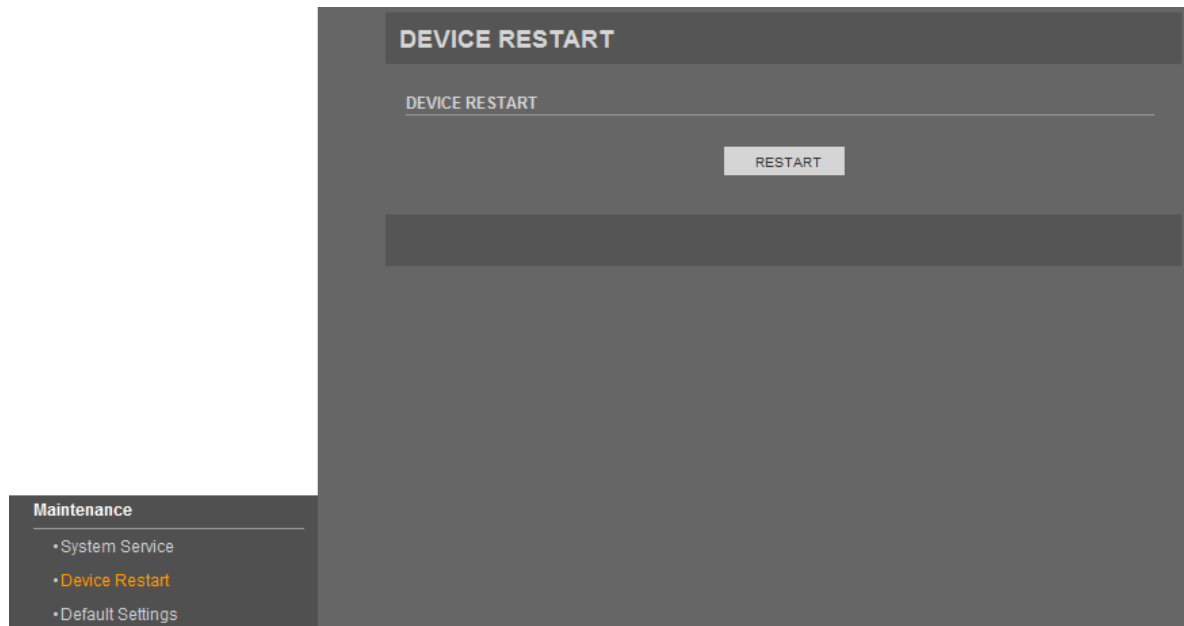 DEVICE RESTART
DEVICE RESTART
RESTART
Maintenance
•System Service
•Device Restart
•Default Settings